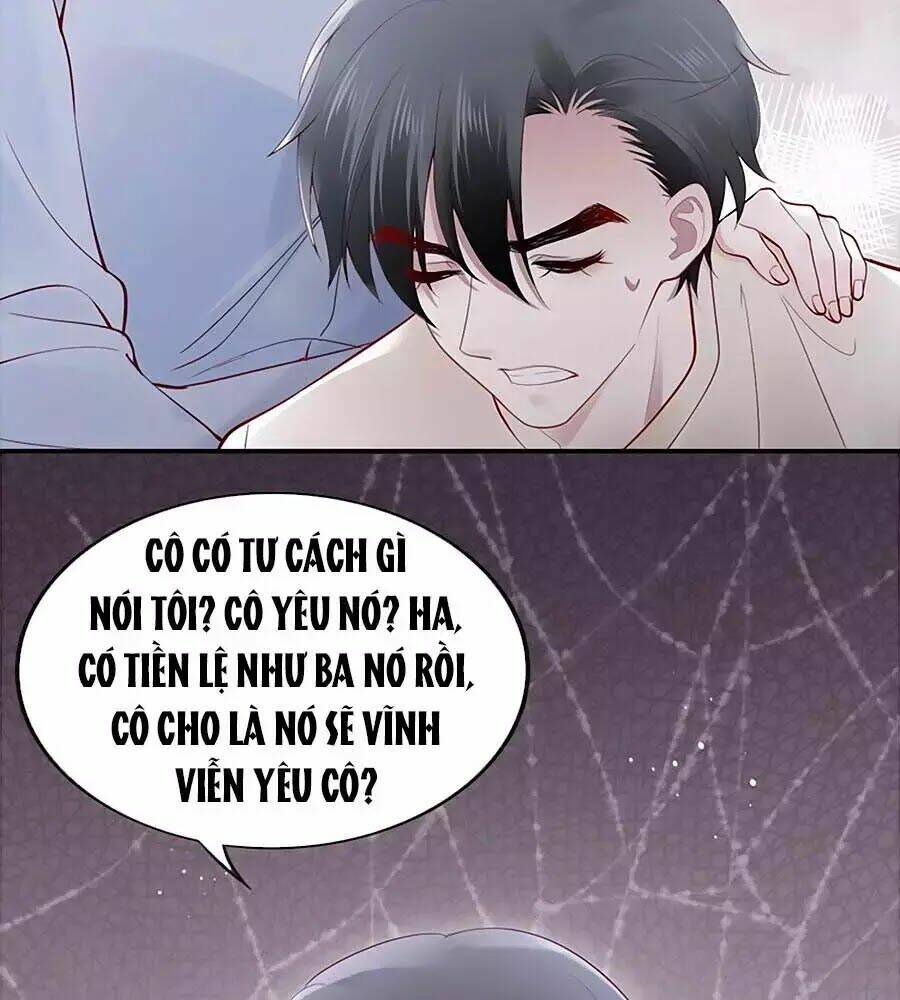 CÔ CÓ TƯ CÁCH GÌ
NÓI TÔI? CÔ YÊU NÓ? HA,
CÓ TIỀN LỆ NHƯ BA NÓ RỒI,
CÔ CHO LÀ NÓ SẼ VĨNH
VIỄN YÊU CÔ?